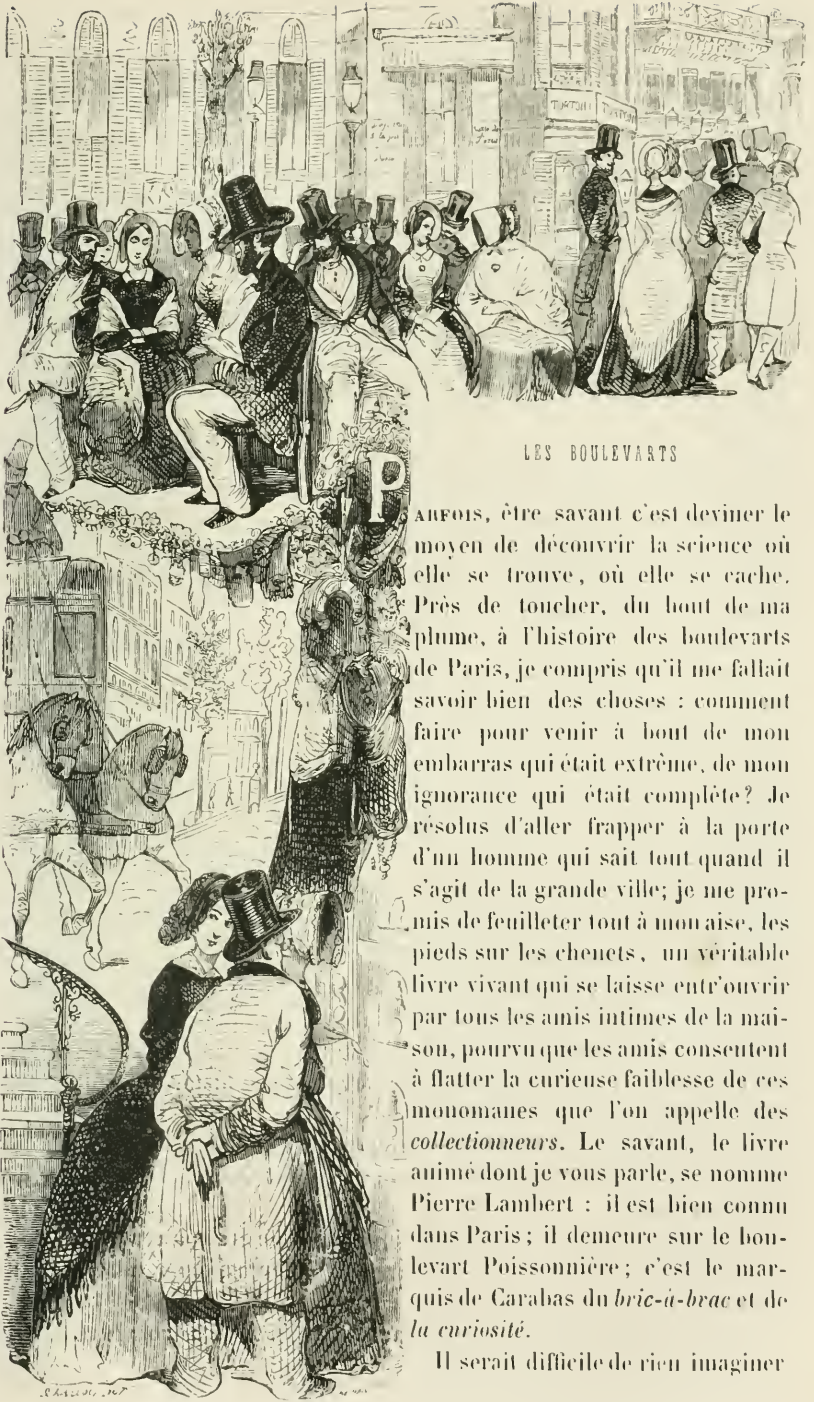 TORTONI
LES BOULEVARTS
PARFOIS, être savant c'est deviner le
moyen de découvrir la science où
elle se trouve, où elle se cache.
Près de toucher, du bout de ma
plume, à l'histoire des boulevarts
de Paris, je compris qu'il me fallait
savoir bien des choses : comment
faire pour venir à bout de mon
embarras qui était extrême, de mon
ignorance qui était complète? Je
résolus d'aller frapper à la porte
d'un homme qui sait tout quand il
s'agit de la grande ville; je me pro-
mis de feuilleter tout à mon aise, les
pieds sur les chenets, un véritable
livre vivant qui se laisse entr'ouvrir
par tous les amis intimes de la mai-
son, pourvu que les amis consentent
à flatter la curieuse faiblesse de ces
monomanes que l'on appelle des
collectionneurs. Le savant, le livre
animé dont je vous parle, se nomme
Pierre Lambert : il est bien connu
dans Paris; il demeure sur le bou-
levart Poissonnière; c'est le mar-
quis de Carabas du bric-à-brac et de
la curiosité.
Il serait difficile de rien imaginer